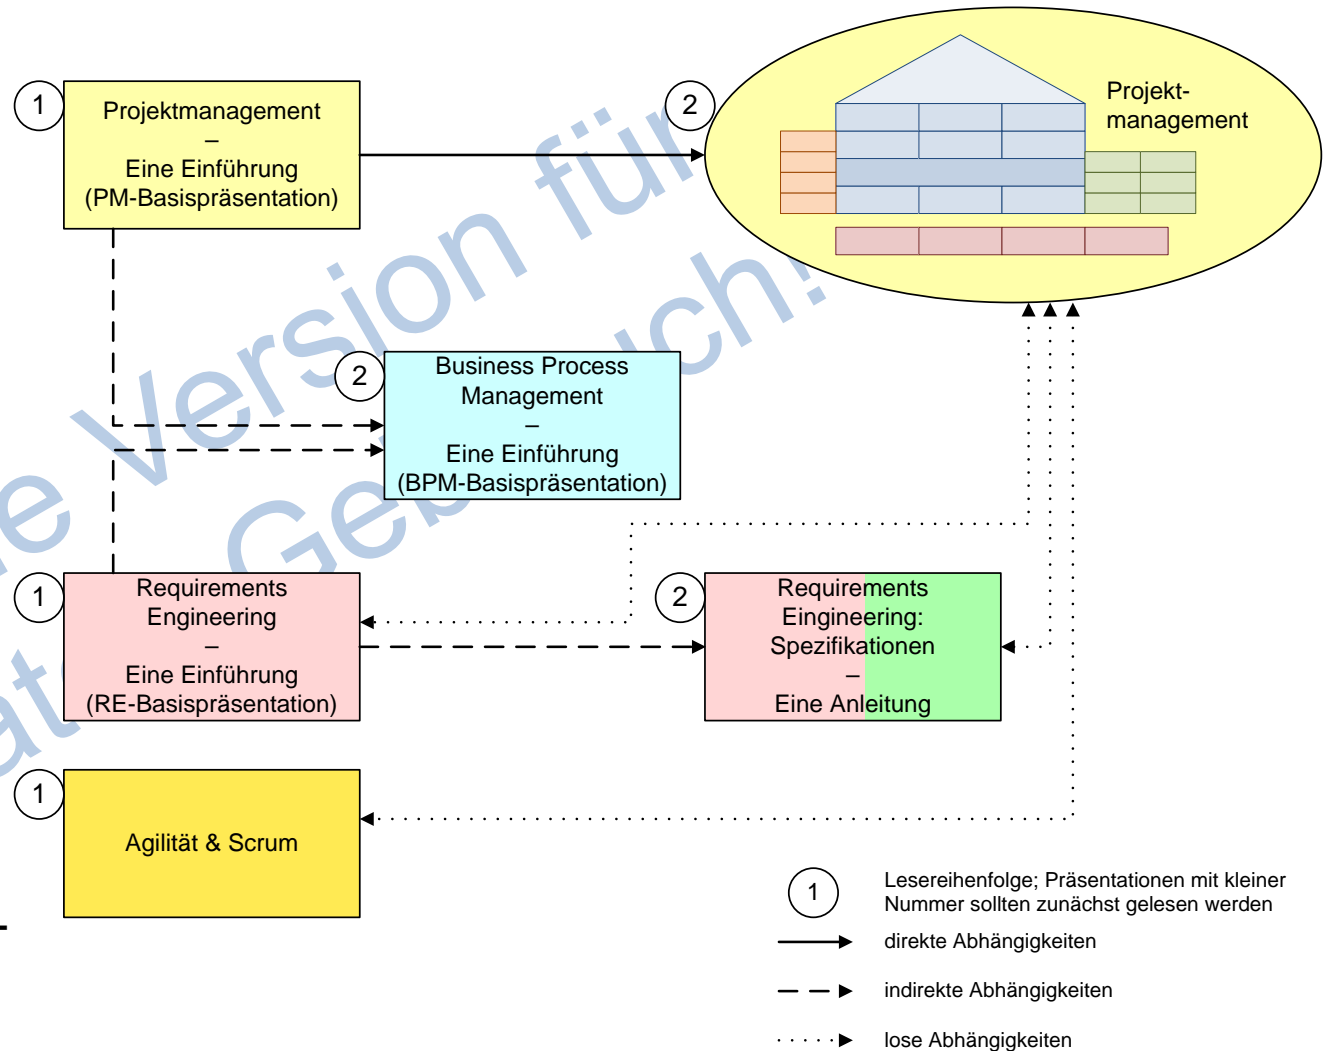 1
Projektmanagement
–
Eine Einführung
(PM-Basispräsentation)
2
Projekt-
management
2
Business Process
Management
–
Eine Einführung
(BPM-Basispräsentation)
1
Requirements
Engineering
–
Eine Einführung
(RE-Basispräsentation)
2
Requirements
Eingineering:
Spezifikationen
–
Eine Anleitung
1
Agilität & Scrum
1
Lesereihenfolge; Präsentationen mit kleiner
Nummer sollten zunächst gelesen werden
direkte Abhängigkeiten
indirekte Abhängigkeiten
lose Abhängigkeiten
Version für